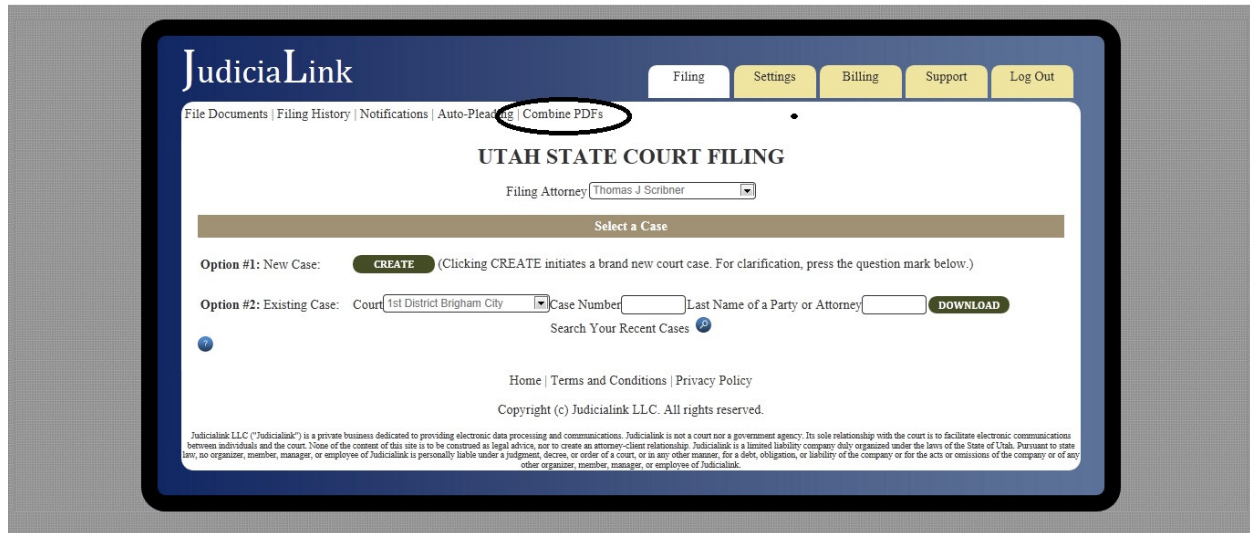 JudiciaLink
Filing Settings Billing Support Log Out
File Documents | Filing History | Notifications | Auto-Pleading | Combine PDFs
UTAH STATE COURT FILING
Filing Attorney Thomas J Scribner
Select a Case
Option #1: New Case: CREATE (Clicking CREATE initiates a brand new court case. For clarification, press the question mark below.)
Option #2: Existing Case: Court 1st District Brigham City Case Number Last Name of a Party or Attorney DOWNLOAD
Search Your Recent Cases
?
Home | Terms and Conditions | Privacy Policy
Copyright (c) Judicialink LLC. All rights reserved.
Judicialink LLC ("Judicialink") is a private business dedicated to providing electronic data processing and communications. Judicialink is not a court nor a government agency. Its sole relationship with the court is to facilitate electronic communications
between individuals and the court. None of the content of this site is to be construed as legal advice, nor to create an attorney-client relationship. Judicialink is a limited liability company duly organized under the laws of the State of Utah. Pursuant to state
law, no organizer, member, manager, or employee of Judicialink is personally liable under a judgment, decree, or order of a court, or in any other manner, for a debt, obligation, or liability of the company or for the acts or omissions of the company or of any
other organizer, member, manager, or employee of Judicialink.